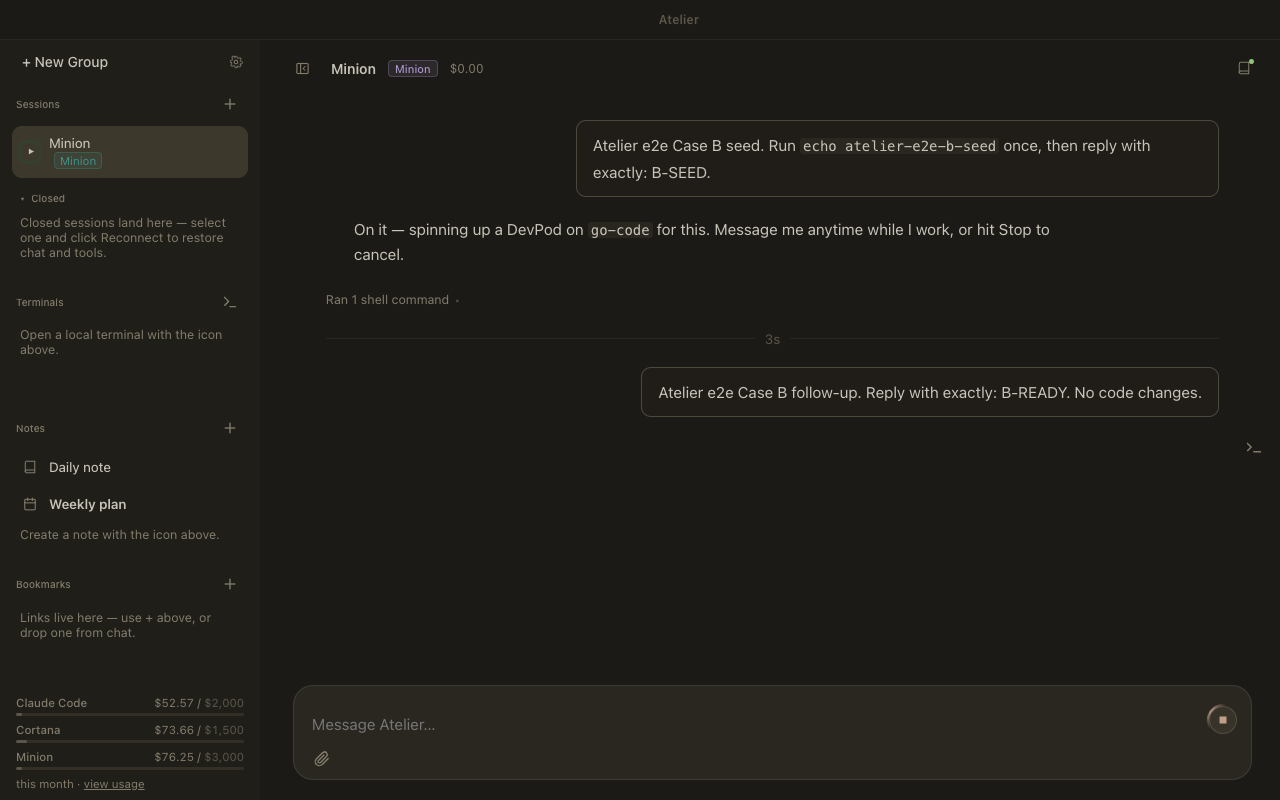 Atelier
+ New Group
Sessions
Minion
Minion
Closed
Closed sessions land here — select
one and click Reconnect to restore
chat and tools.
Terminals
Open a local terminal with the icon
above.
Notes
Daily note
Weekly plan
Create a note with the icon above.
Bookmarks
Links live here — use + above, or
drop one from chat.
Claude Code $52.57 / $2,000
Cortana $73.66 / $1,500
Minion $76.25 / $3,000
this month · view usage
Minion Minion $0.00
Atelier e2e Case B seed. Run echo atelier-e2e-b-seed once, then reply with
exactly: B-SEED.
On it — spinning up a DevPod on go-code for this. Message me anytime while I work, or hit Stop to
cancel.
Ran 1 shell command
3s
Atelier e2e Case B follow-up. Reply with exactly: B-READY. No code changes.
Message Atelier...